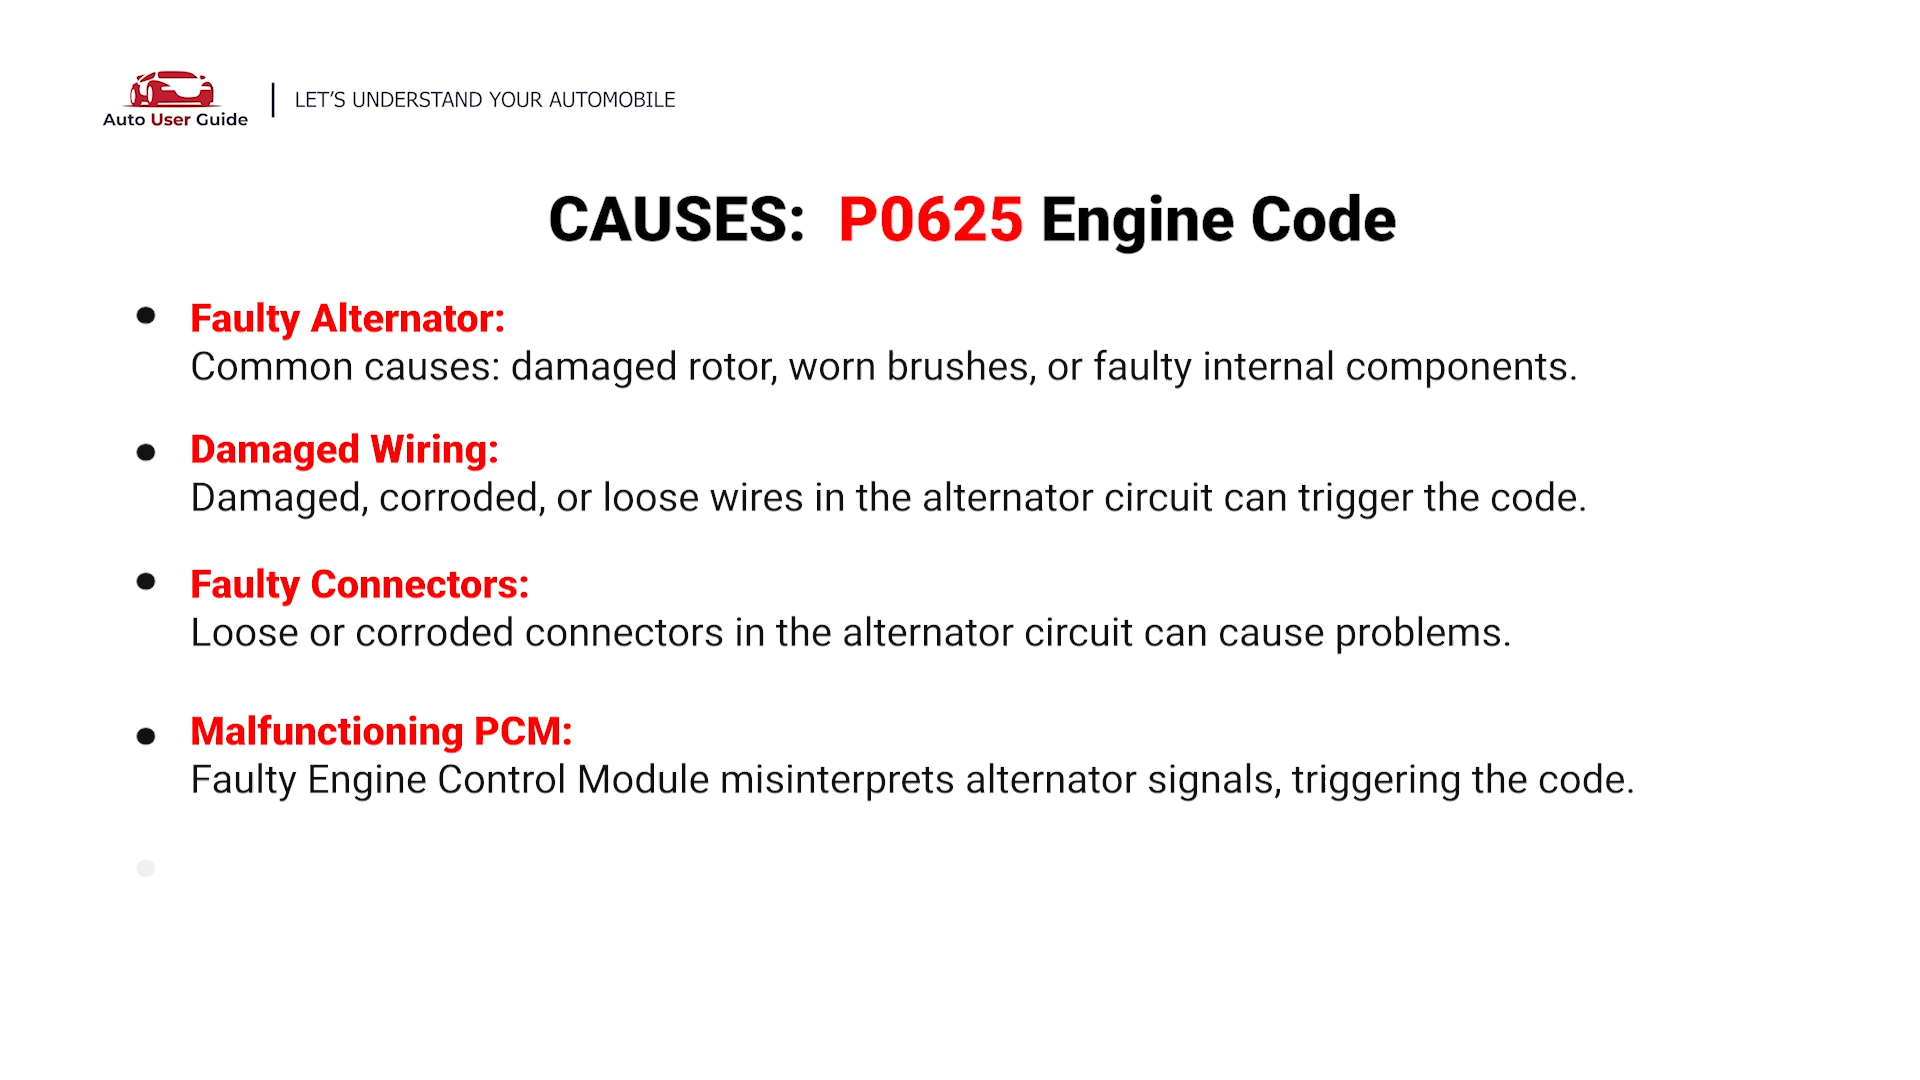 Auto User Guide
LET'S UNDERSTAND YOUR AUTOMOBILE
CAUSES: P0625 Engine Code
Faulty Alternator:
Common causes: damaged rotor, worn brushes, or faulty internal components.
Damaged Wiring:
Damaged, corroded, or loose wires in the alternator circuit can trigger the code.
Faulty Connectors:
Loose or corroded connectors in the alternator circuit can cause problems.
Malfunctioning PCM:
Faulty Engine Control Module misinterprets alternator signals, triggering the code.